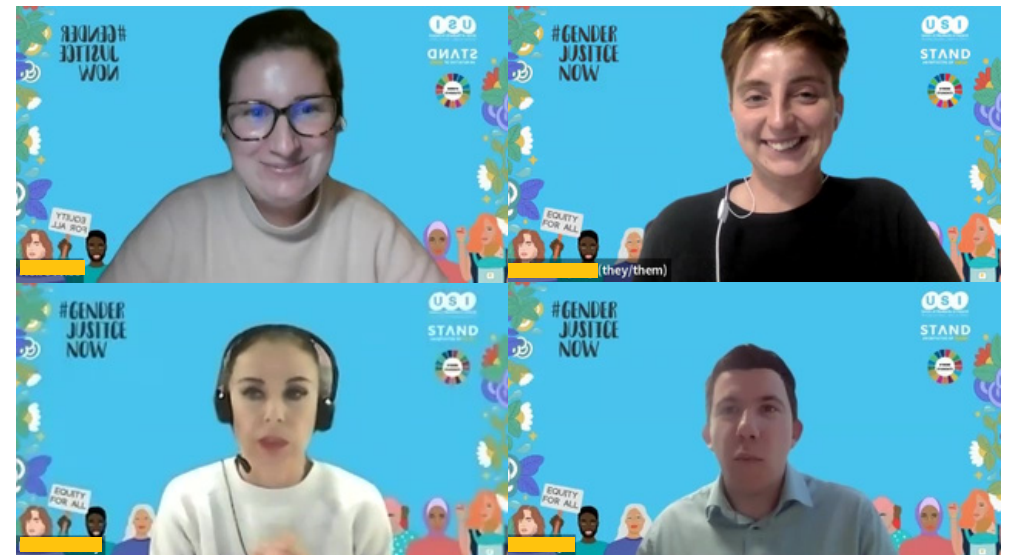 #GENDER
JUSTICE
NOW
USI
STAND
EQUITY
FOR ALL
#GENDER
JUSTICE
NOW
USI
STAND
EQUITY
FOR ALL
(they/them)
#GENDER
JUSTICE
NOW
USI
STAND
EQUITY
FOR ALL
#GENDER
JUSTICE
NOW
USI
STAND
EQUITY
FOR ALL